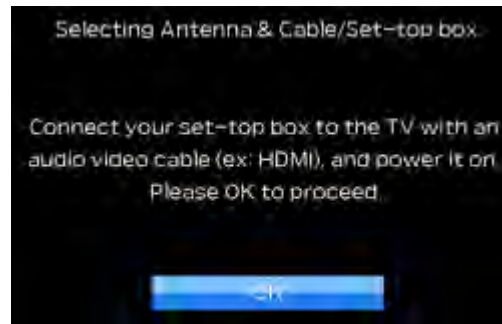 Selecting Antenna & Cable/Set-top box
Connect your set-top box to the TV with an
audio video cable (ex: HDMI), and power it on.
Please OK to proceed.
OK